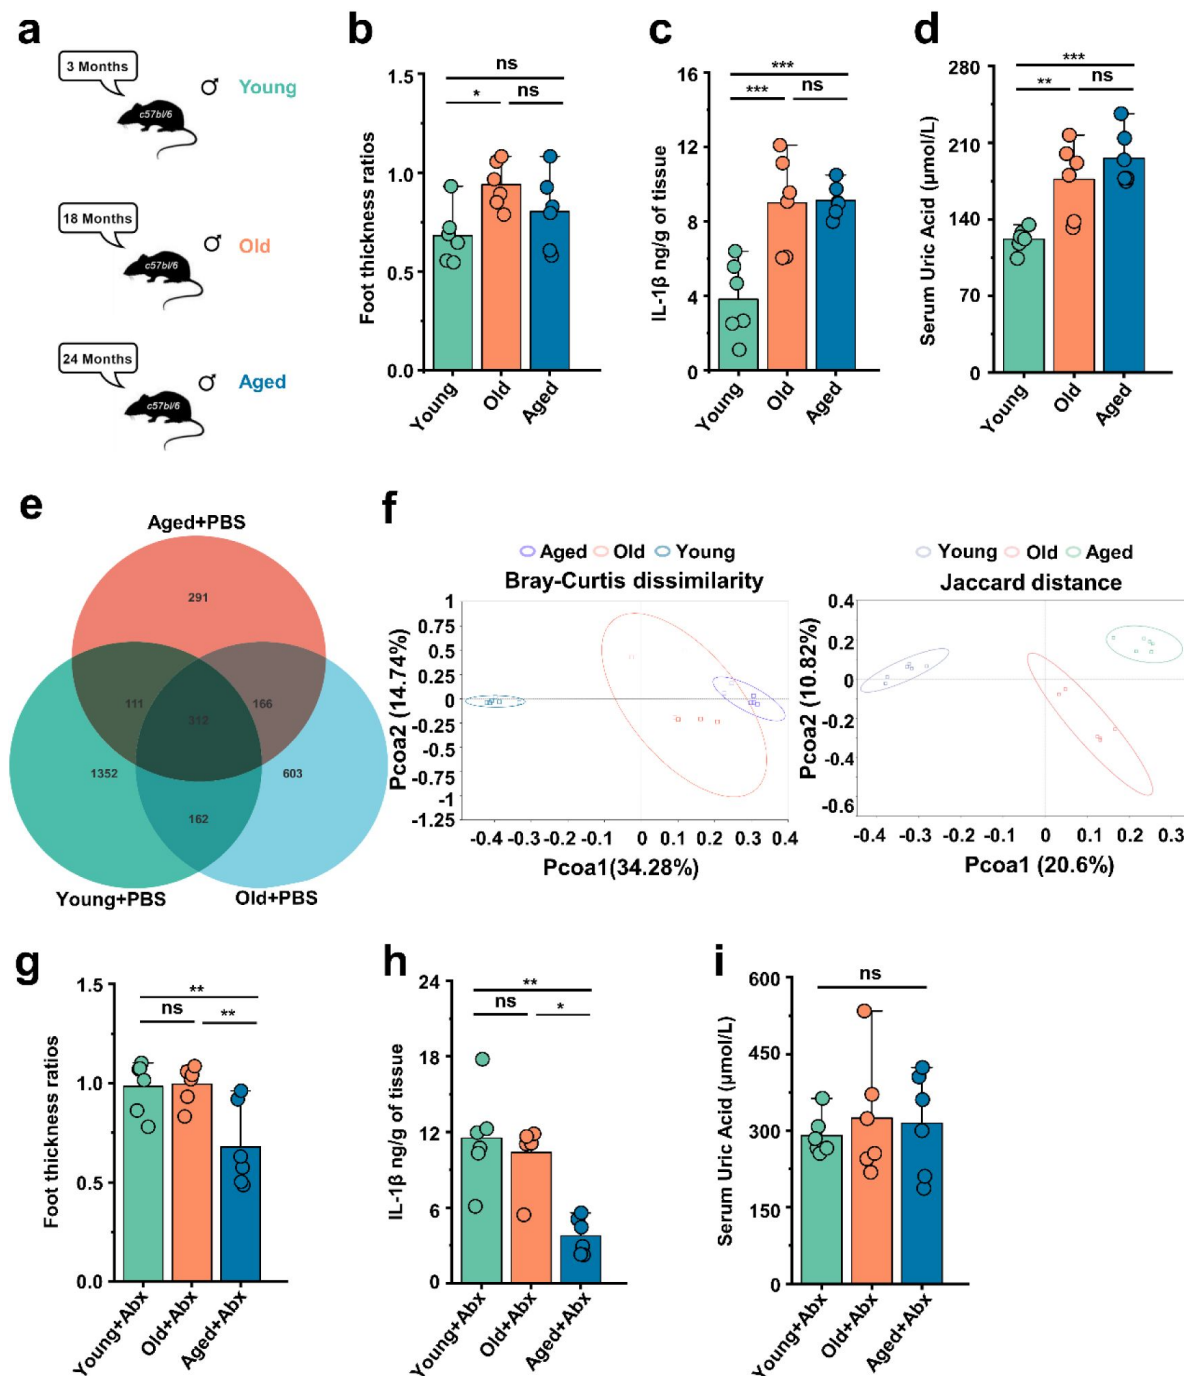 a
3 Months
c57bl/6
♂ Young
18 Months
c57bl/6
♂ Old
24 Months
c57bl/6
♂ Aged
b
Foot thickness ratios
1.5
1.0
0.5
0.0
ns
* ns
Young Old Aged
c
IL-1β ng/g of tissue
16
12
8
4
0
***
*** ns
Young Old Aged
d
Serum Uric Acid (μmol/L)
280
210
140
70
0
***
** ns
Young Old Aged
e
Aged+PBS
291
111 166
312
1352 603
162
Young+PBS Old+PBS
f
Aged Old Young
Bray-Curtis dissimilarity
Pcoa2 (14.74%)
1
0.75
0.5
0.25
0
-0.25
-0.5
-0.75
-1
-1.25
-0.4 -0.3 -0.2 -0.1 0 0.1 0.2 0.3 0.4
Pcoa1(34.28%)
Young Old Aged
Jaccard distance
Pcoa2 (10.82%)
0.4
0.2
0
-0.2
-0.4
-0.6
-0.4 -0.3 -0.2 -0.1 0 0.1 0.2 0.3
Pcoa1 (20.6%)
g
Foot thickness ratios
1.5
1.0
0.5
0.0
**
ns **
Young+Abx Old+Abx Aged+Abx
h
IL-1β ng/g of tissue
24
18
12
6
0
**
ns *
Young+Abx Old+Abx Aged+Abx
i
Serum Uric Acid (μmol/L)
600
450
300
150
0
ns
Young+Abx Old+Abx Aged+Abx